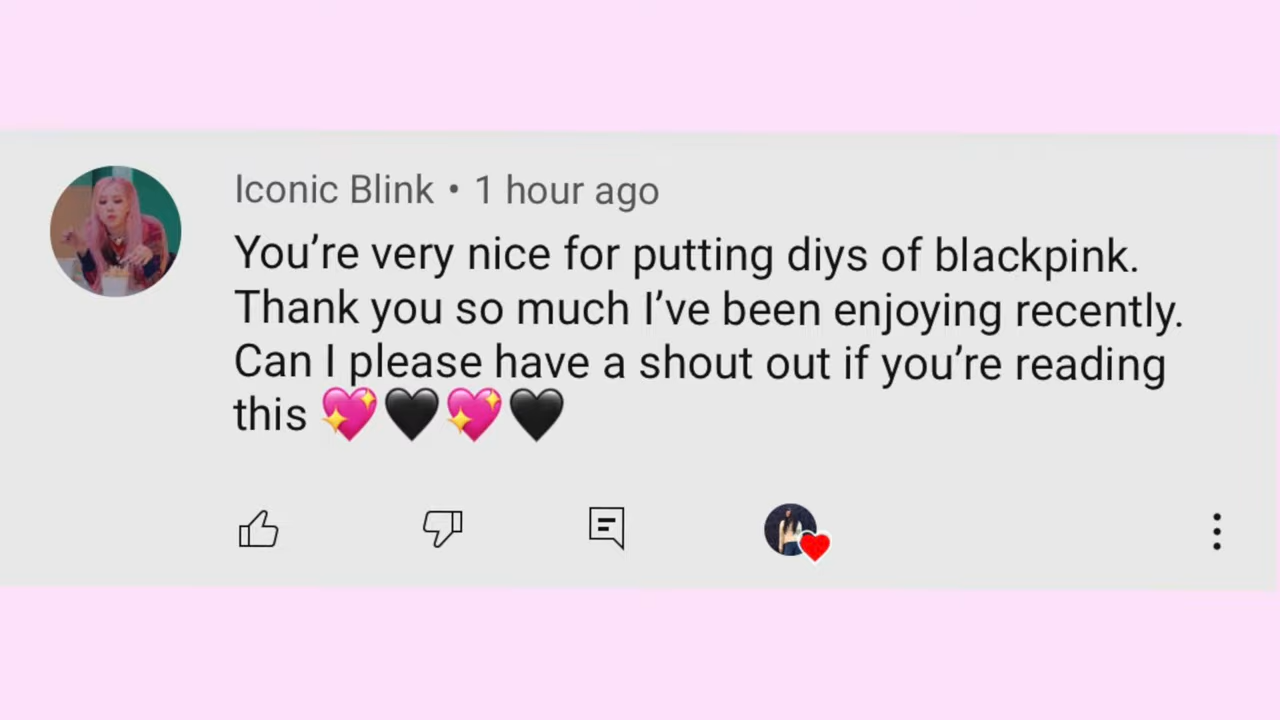 Iconic Blink • 1 hour ago
You’re very nice for putting diys of blackpink.
Thank you so much I’ve been enjoying recently.
Can I please have a shout out if you’re reading
this 💖🖤💖🖤